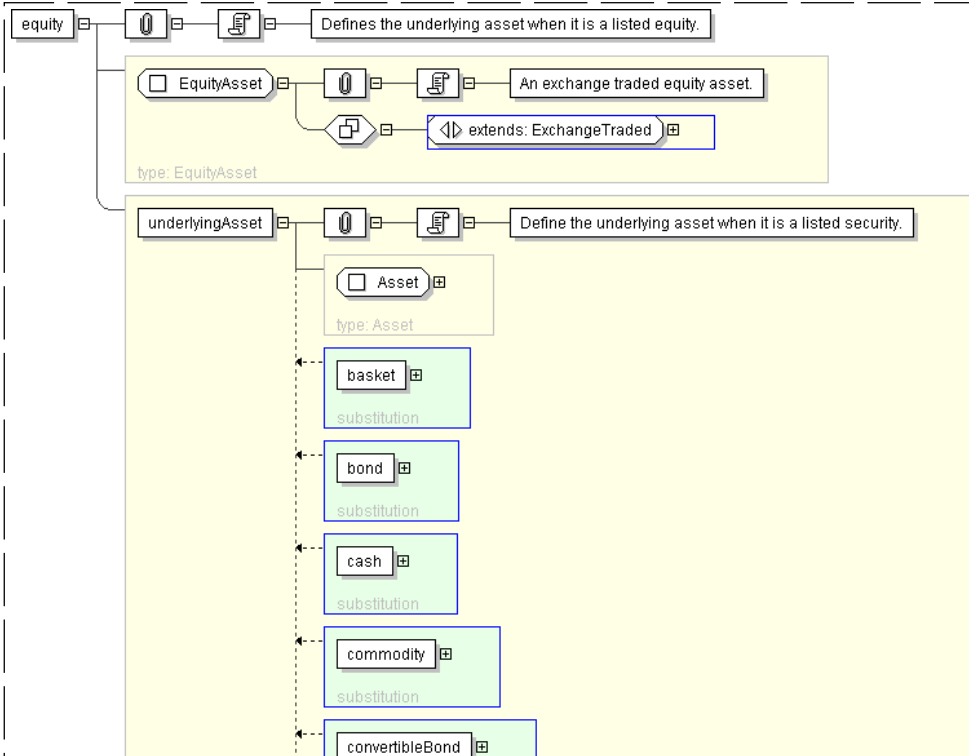 equity Defines the underlying asset when it is a listed equity.
EquityAsset An exchange traded equity asset.
extends: ExchangeTraded
type: EquityAsset
underlyingAsset Define the underlying asset when it is a listed security.
Asset
type: Asset
basket
substitution
bond
substitution
cash
substitution
commodity
substitution
convertibleBond